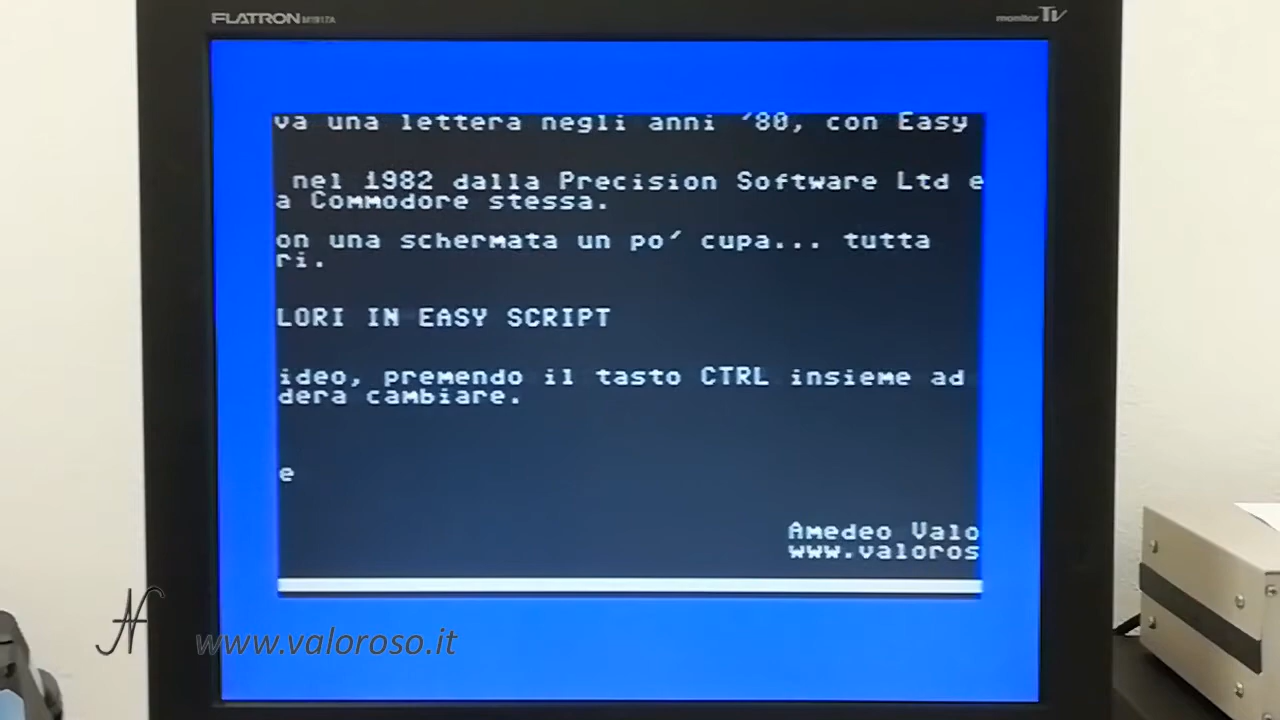 FLATRON M1917A
monitor TV
va una lettera negli anni '80, con Easy
nel 1982 dalla Precision Software Ltd e
a Commodore stessa.
on una schermata un po' cupa... tutta
ri.
LORI IN EASY SCRIPT
ideo, premendo il tasto CTRL insieme ad
dera cambiare.
e
Amedeo Valo
www.valoros
www.valoroso.it